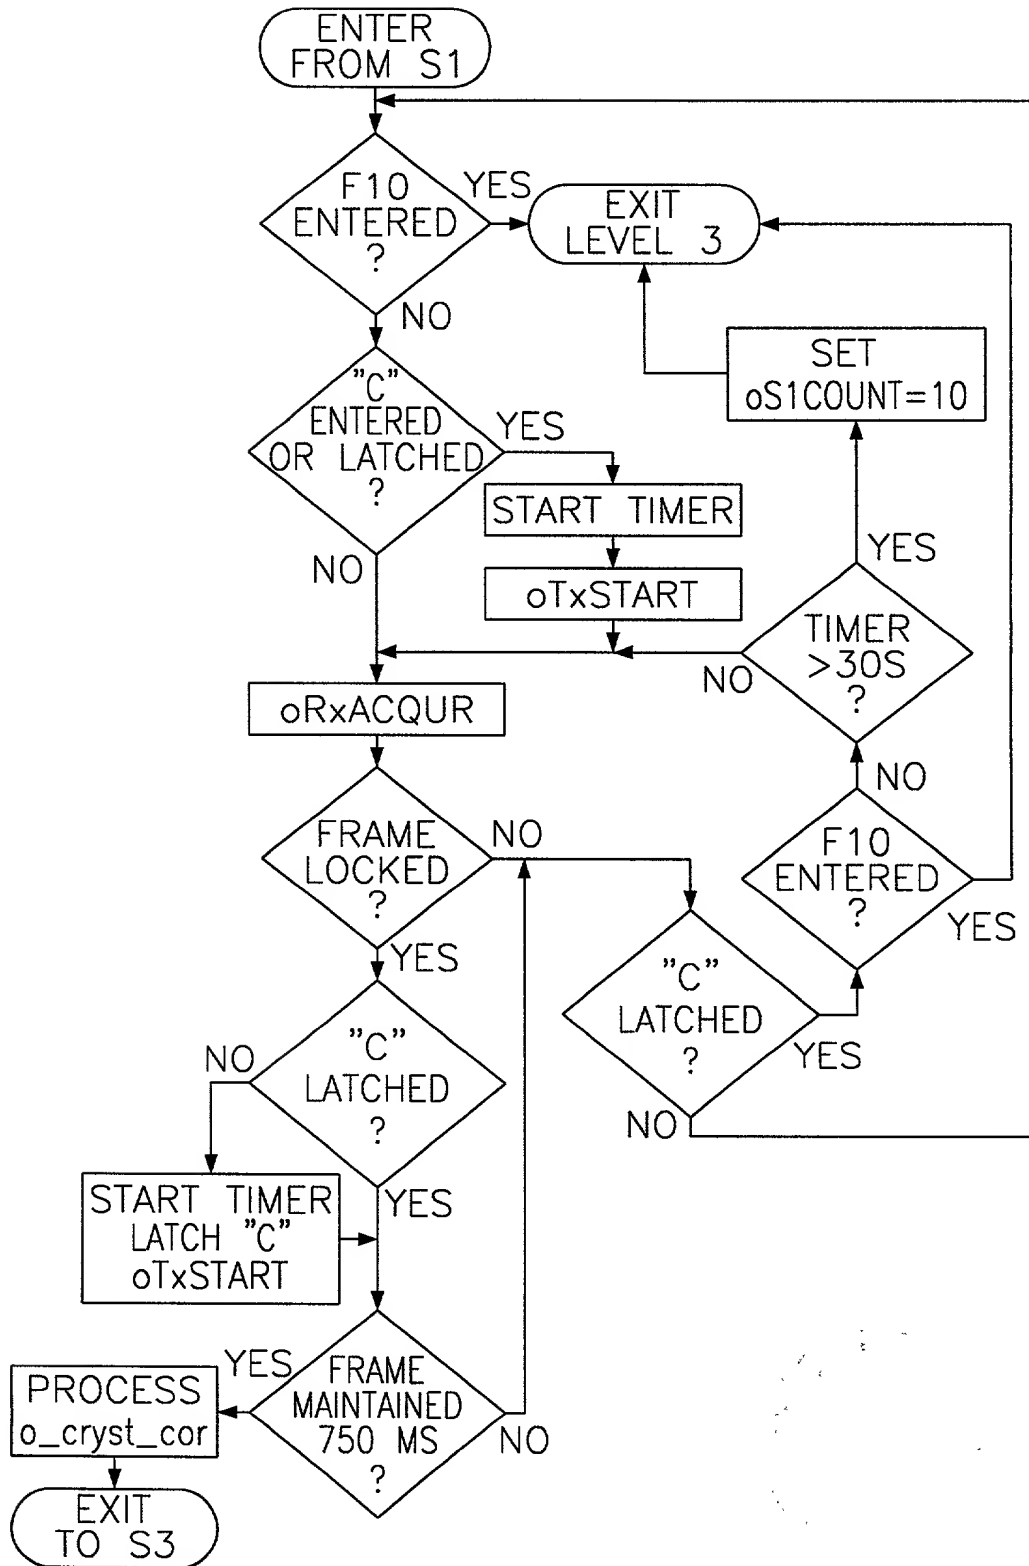 ENTER
FROM S1
F10
ENTERED
?
YES
EXIT
LEVEL 3
NO
SET
oS1COUNT=10
"C"
ENTERED
OR LATCHED
?
YES
START TIMER
NO
oTxSTART
YES
TIMER
>30S
?
NO
oRxACQUR
NO
FRAME
LOCKED
?
NO
F10
ENTERED
?
YES
YES
"C"
LATCHED
?
YES
NO
NO
"C"
LATCHED
?
YES
START TIMER
LATCH "C"
oTxSTART
YES
FRAME
MAINTAINED
750 MS
?
NO
PROCESS
o_cryst_cor
EXIT
TO S3